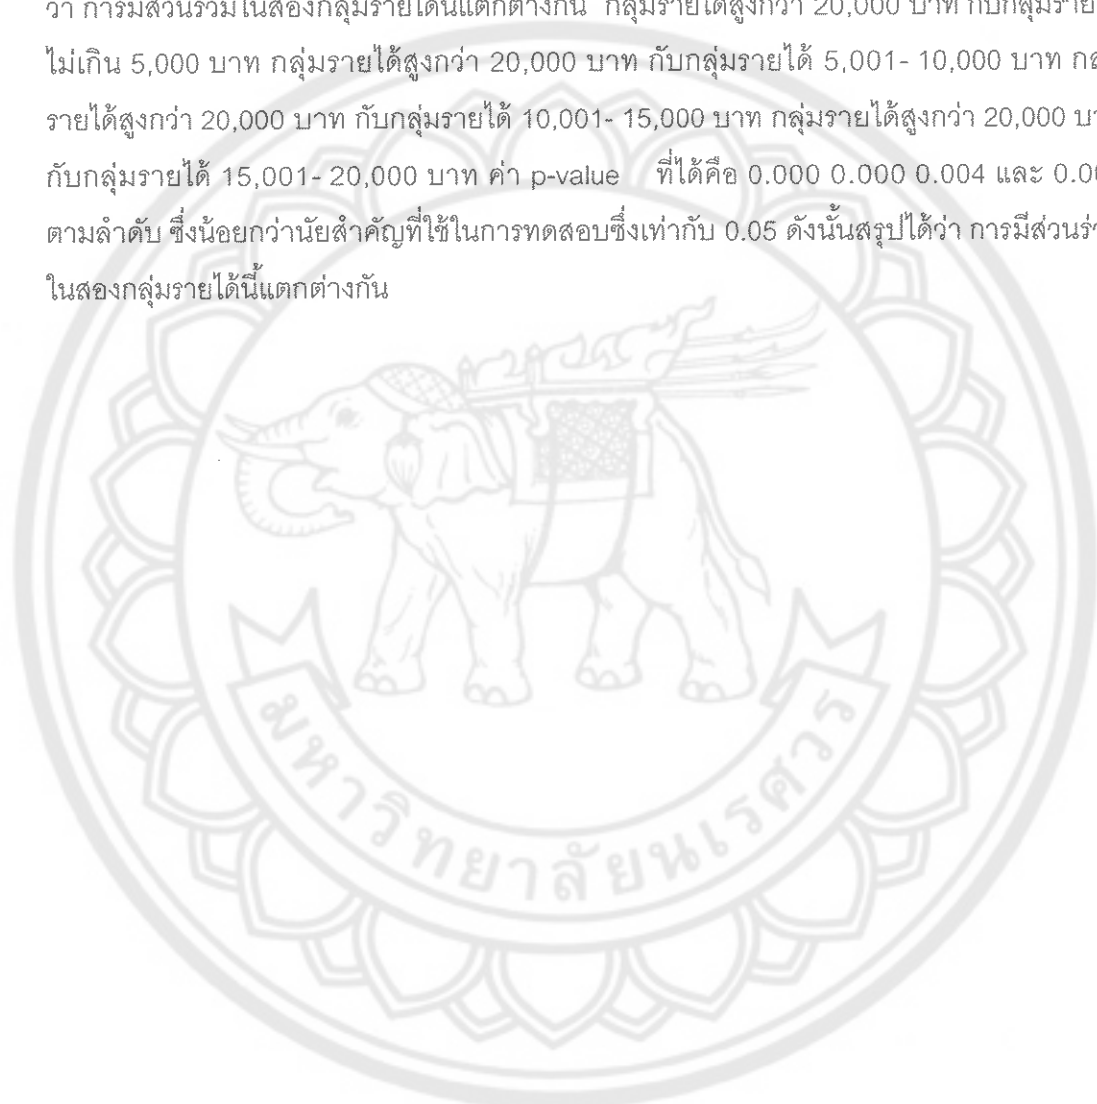 ว่า การมีส่วนร่วมในสองกลุ่มรายได้นี้แตกต่างกัน กลุ่มรายได้สูงกว่า 20,000 บาท กับกลุ่มราย
ไม่เกิน 5,000 บาท กลุ่มรายได้สูงกว่า 20,000 บาท กับกลุ่มรายได้ 5,001- 10,000 บาท
รายได้สูงกว่า 20,000 บาท กับกลุ่มรายได้ 10,001- 15,000 บาท กลุ่มรายได้สูงกว่า 20,000
กับกลุ่มรายได้ 15,001- 20,000 บาท ค่า p-value ที่ได้คือ 0.000 0.000 0.004 และ
ตามลำดับ ซึ่งน้อยกว่านัยสำคัญที่ใช้ในการทดสอบซึ่งเท่ากับ 0.05 ดังนั้นสรุปได้ว่า การมีส่วน
ในสองกลุ่มรายได้นี้แตกต่างกัน
มหาวิทยาลัยนเรศวร